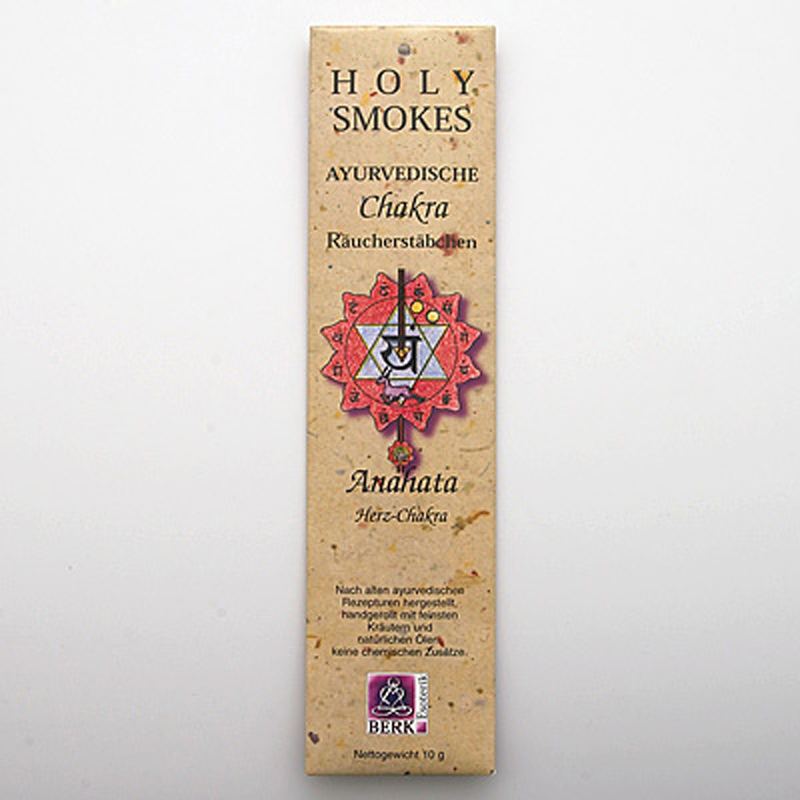 HOLY
SMOKES
AYURVEDISCHE
Chakra
Räucherstäbchen
यं
Anahata
Herz-Chakra
Nach alten ayurvedischen
Rezepturen hergestellt,
handgerollt mit feinsten
Kräutern und
natürlichen Ölen,
keine chemischen Zusätze.
Esoterik
BERK
Nettogewicht 10 g